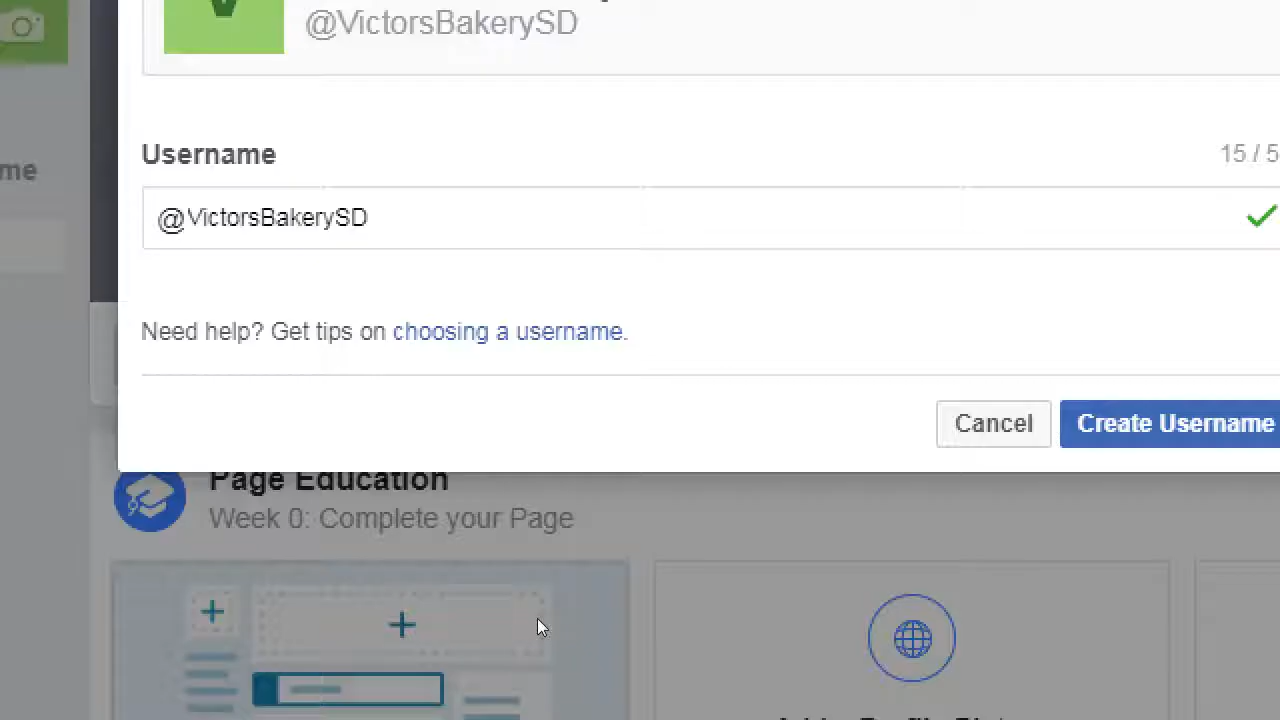 @VictorsBakerySD
me
Username
15 / 5
@VictorsBakerySD
Need help? Get tips on choosing a username.
Cancel
Create Username
Page Education
Week 0: Complete your Page